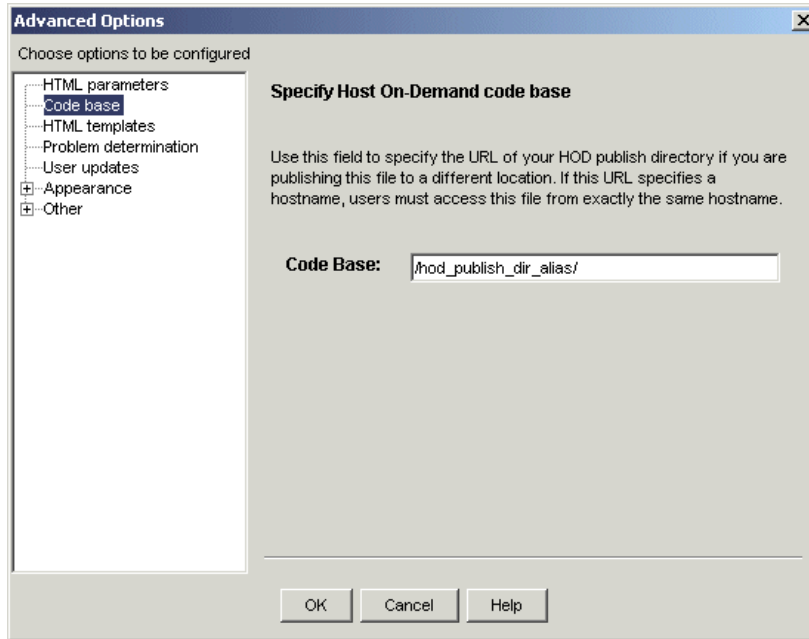 Advanced Options
Choose options to be configured
HTML parameters
Code base
HTML templates
Problem determination
User updates
Appearance
Other
Specify Host On-Demand code base
Use this field to specify the URL of your HOD publish directory if you are
publishing this file to a different location. If this URL specifies a
hostname, users must access this file from exactly the same hostname.
Code Base: /hod_publish_dir_alias/
OK Cancel Help